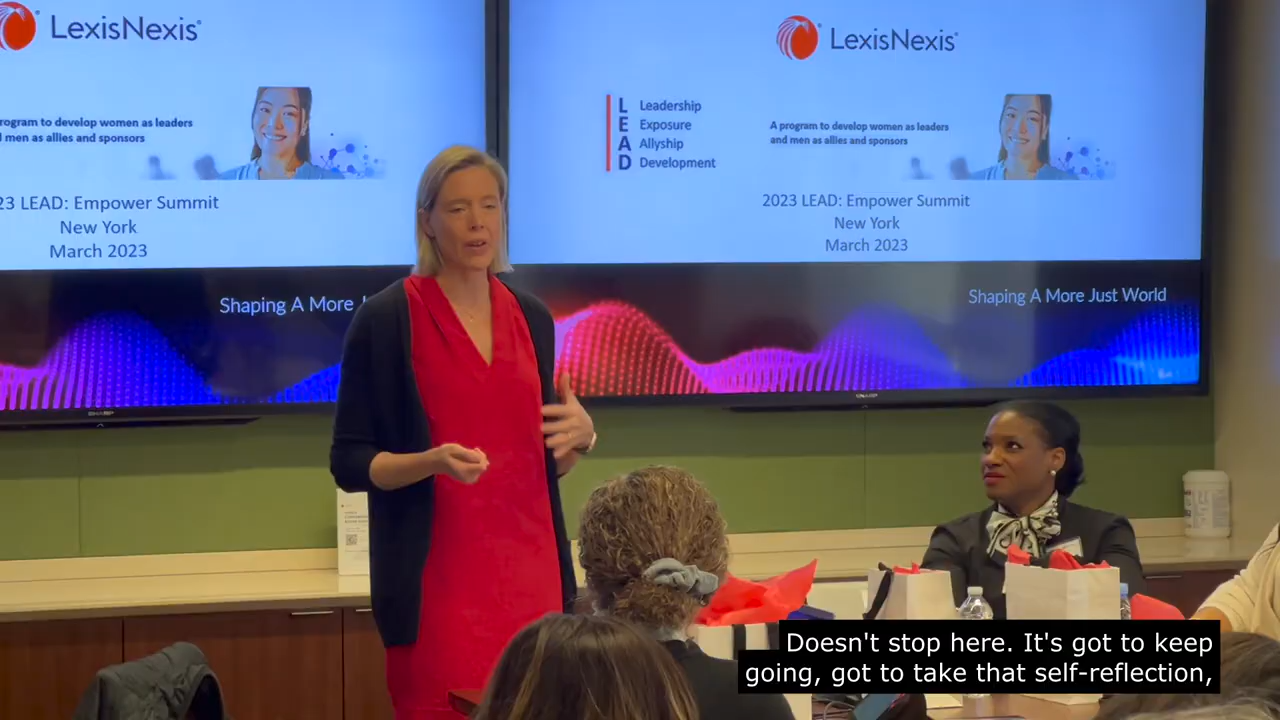 LexisNexis®
rogram to develop women as leaders
d men as allies and sponsors
23 LEAD: Empower Summit
New York
March 2023
Shaping A More J
SHARP
LexisNexis®
L Leadership
E Exposure
A Allyship
D Development
A program to develop women as leaders
and men as allies and sponsors
2023 LEAD: Empower Summit
New York
March 2023
Shaping A More Just World
SHARP
Doesn't stop here. It's got to keep
going, got to take that self-reflection,